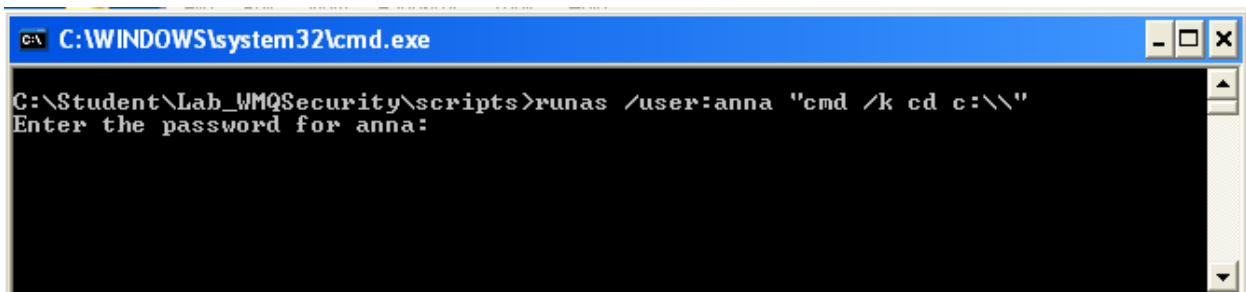 C:\WINDOWS\system32\cmd.exe
C:\Student\Lab_WMQSecurity\scripts>runas /user:anna "cmd /k cd c:\\"
Enter the password for anna: